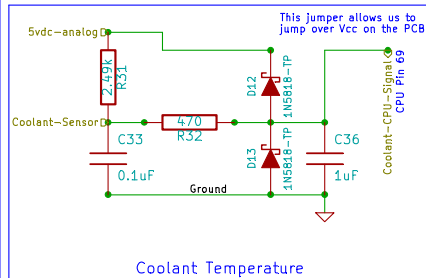 This jumper allows us to
jump over Vcc on the PCB
5vdc-analog
2.49k
R31
D12
1N5818-TP
Coolant-CPU-Signal
CPU Pin 69
Coolant-Sensor
470
R32
C33
0.1uF
D13
1N5818-TP
C36
1uF
Ground
Coolant Temperature